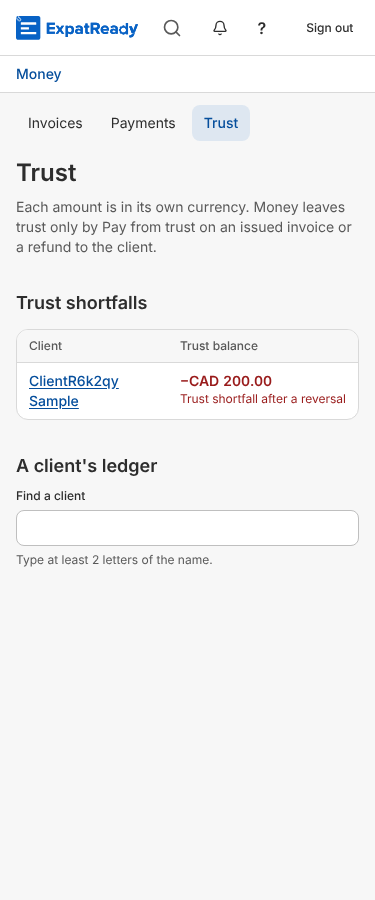 ExpatReady
?
Sign out
Money
Invoices
Payments
Trust
Trust
Each amount is in its own currency. Money leaves
trust only by Pay from trust on an issued invoice or
a refund to the client.
Trust shortfalls
Client
Trust balance
ClientR6k2qy
Sample
−CAD 200.00
Trust shortfall after a reversal
A client's ledger
Find a client
Type at least 2 letters of the name.